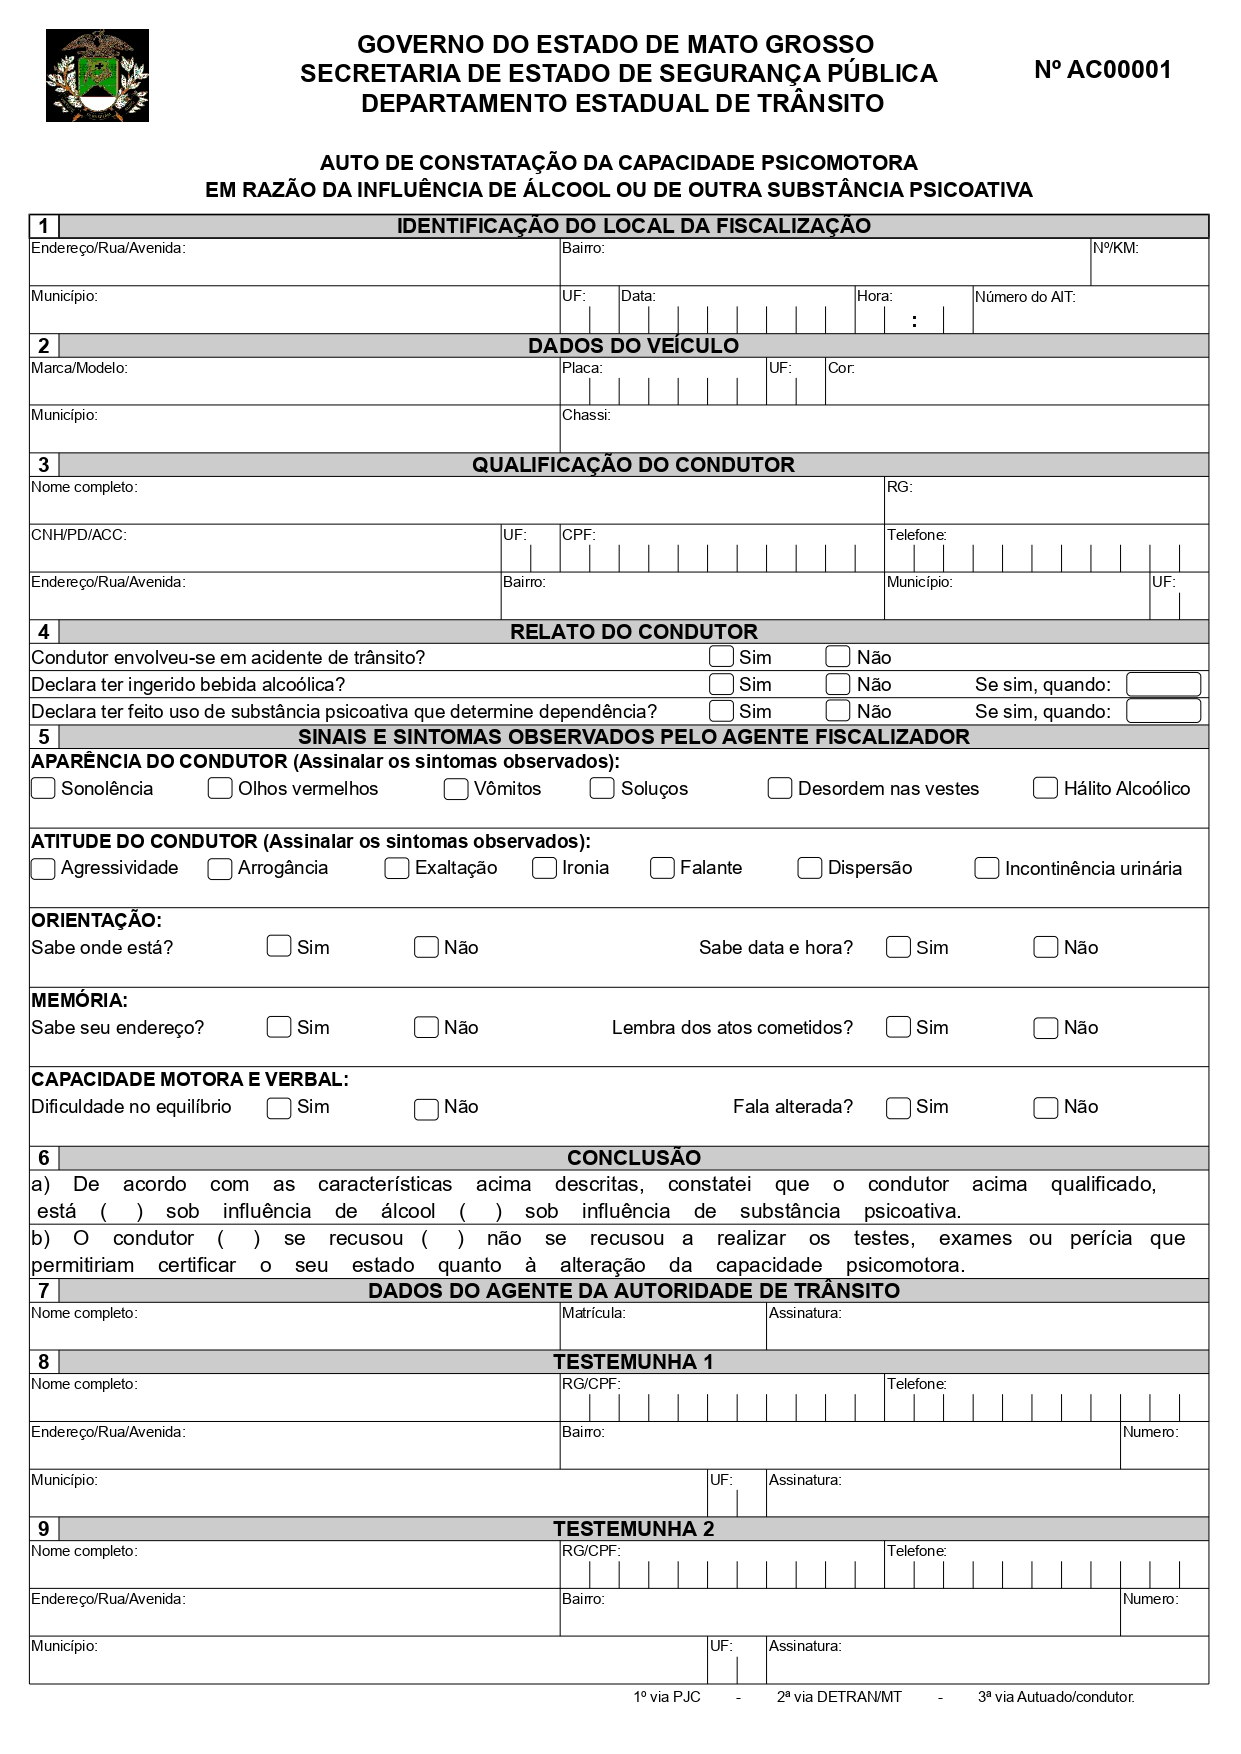 GOVERNO DO ESTADO DE MATO GROSSO
SECRETARIA DE ESTADO DE SEGURANÇA PÚBLICA
DEPARTAMENTO ESTADUAL DE TRÂNSITO
Nº AC00001
AUTO DE CONSTATAÇÃO DA CAPACIDADE PSICOMOTORA
EM RAZÃO DA INFLUÊNCIA DE ÁLCOOL OU DE OUTRA SUBSTÂNCIA PSICOATIVA
1 IDENTIFICAÇÃO DO LOCAL DA FISCALIZAÇÃO
Endereço/Rua/Avenida: Bairro: Nº/KM:
Município: UF: Data: Hora: Número do AIT:
:
2 DADOS DO VEÍCULO
Marca/Modelo: Placa: UF: Cor:
Município: Chassi:
3 QUALIFICAÇÃO DO CONDUTOR
Nome completo: RG:
CNH/PD/ACC: UF: CPF: Telefone:
Endereço/Rua/Avenida: Bairro: Município: UF:
4 RELATO DO CONDUTOR
Condutor envolveu-se em acidente de trânsito? Sim Não
Declara ter ingerido bebida alcoólica? Sim Não Se sim, quando:
Declara ter feito uso de substância psicoativa que determine dependência? Sim Não Se sim, quando:
5 SINAIS E SINTOMAS OBSERVADOS PELO AGENTE FISCALIZADOR
APARÊNCIA DO CONDUTOR (Assinalar os sintomas observados):
Sonolência Olhos vermelhos Vômitos Soluços Desordem nas vestes Hálito Alcoólico
ATITUDE DO CONDUTOR (Assinalar os sintomas observados):
Agressividade Arrogância Exaltação Ironia Falante Dispersão Incontinência urinária
ORIENTAÇÃO:
Sabe onde está? Sim Não Sabe data e hora? Sim Não
MEMÓRIA:
Sabe seu endereço? Sim Não Lembra dos atos cometidos? Sim Não
CAPACIDADE MOTORA E VERBAL:
Dificuldade no equilíbrio Sim Não Fala alterada? Sim Não
6 CONCLUSÃO
a) De acordo com as características acima descritas, constatei que o condutor acima qualificado,
está ( ) sob influência de álcool ( ) sob influência de substância psicoativa.
b) O condutor ( ) se recusou ( ) não se recusou a realizar os testes, exames ou perícia que
permitiriam certificar o seu estado quanto à alteração da capacidade psicomotora.
7 DADOS DO AGENTE DA AUTORIDADE DE TRÂNSITO
Nome completo: Matrícula: Assinatura:
8 TESTEMUNHA 1
Nome completo: RG/CPF: Telefone:
Endereço/Rua/Avenida: Bairro: Numero:
Município: UF: Assinatura:
9 TESTEMUNHA 2
Nome completo: RG/CPF: Telefone:
Endereço/Rua/Avenida: Bairro: Numero:
Município: UF: Assinatura:
1º via PJC - 2ª via DETRAN/MT - 3ª via Autuado/condutor.